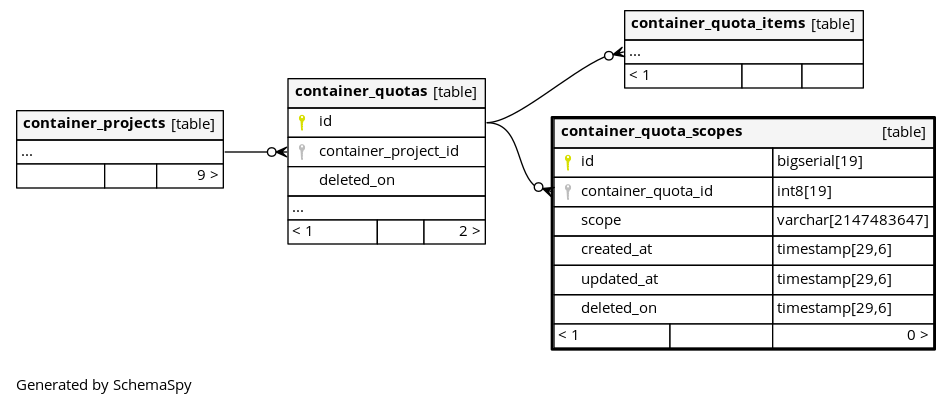 container_projects [table]
...
9 >
container_quotas [table]
id
container_project_id
deleted_on
...
< 1 2 >
container_quota_items [table]
...
< 1
container_quota_scopes [table]
id bigserial[19]
container_quota_id int8[19]
scope varchar[2147483647]
created_at timestamp[29,6]
updated_at timestamp[29,6]
deleted_on timestamp[29,6]
< 1 0 >
Generated by SchemaSpy